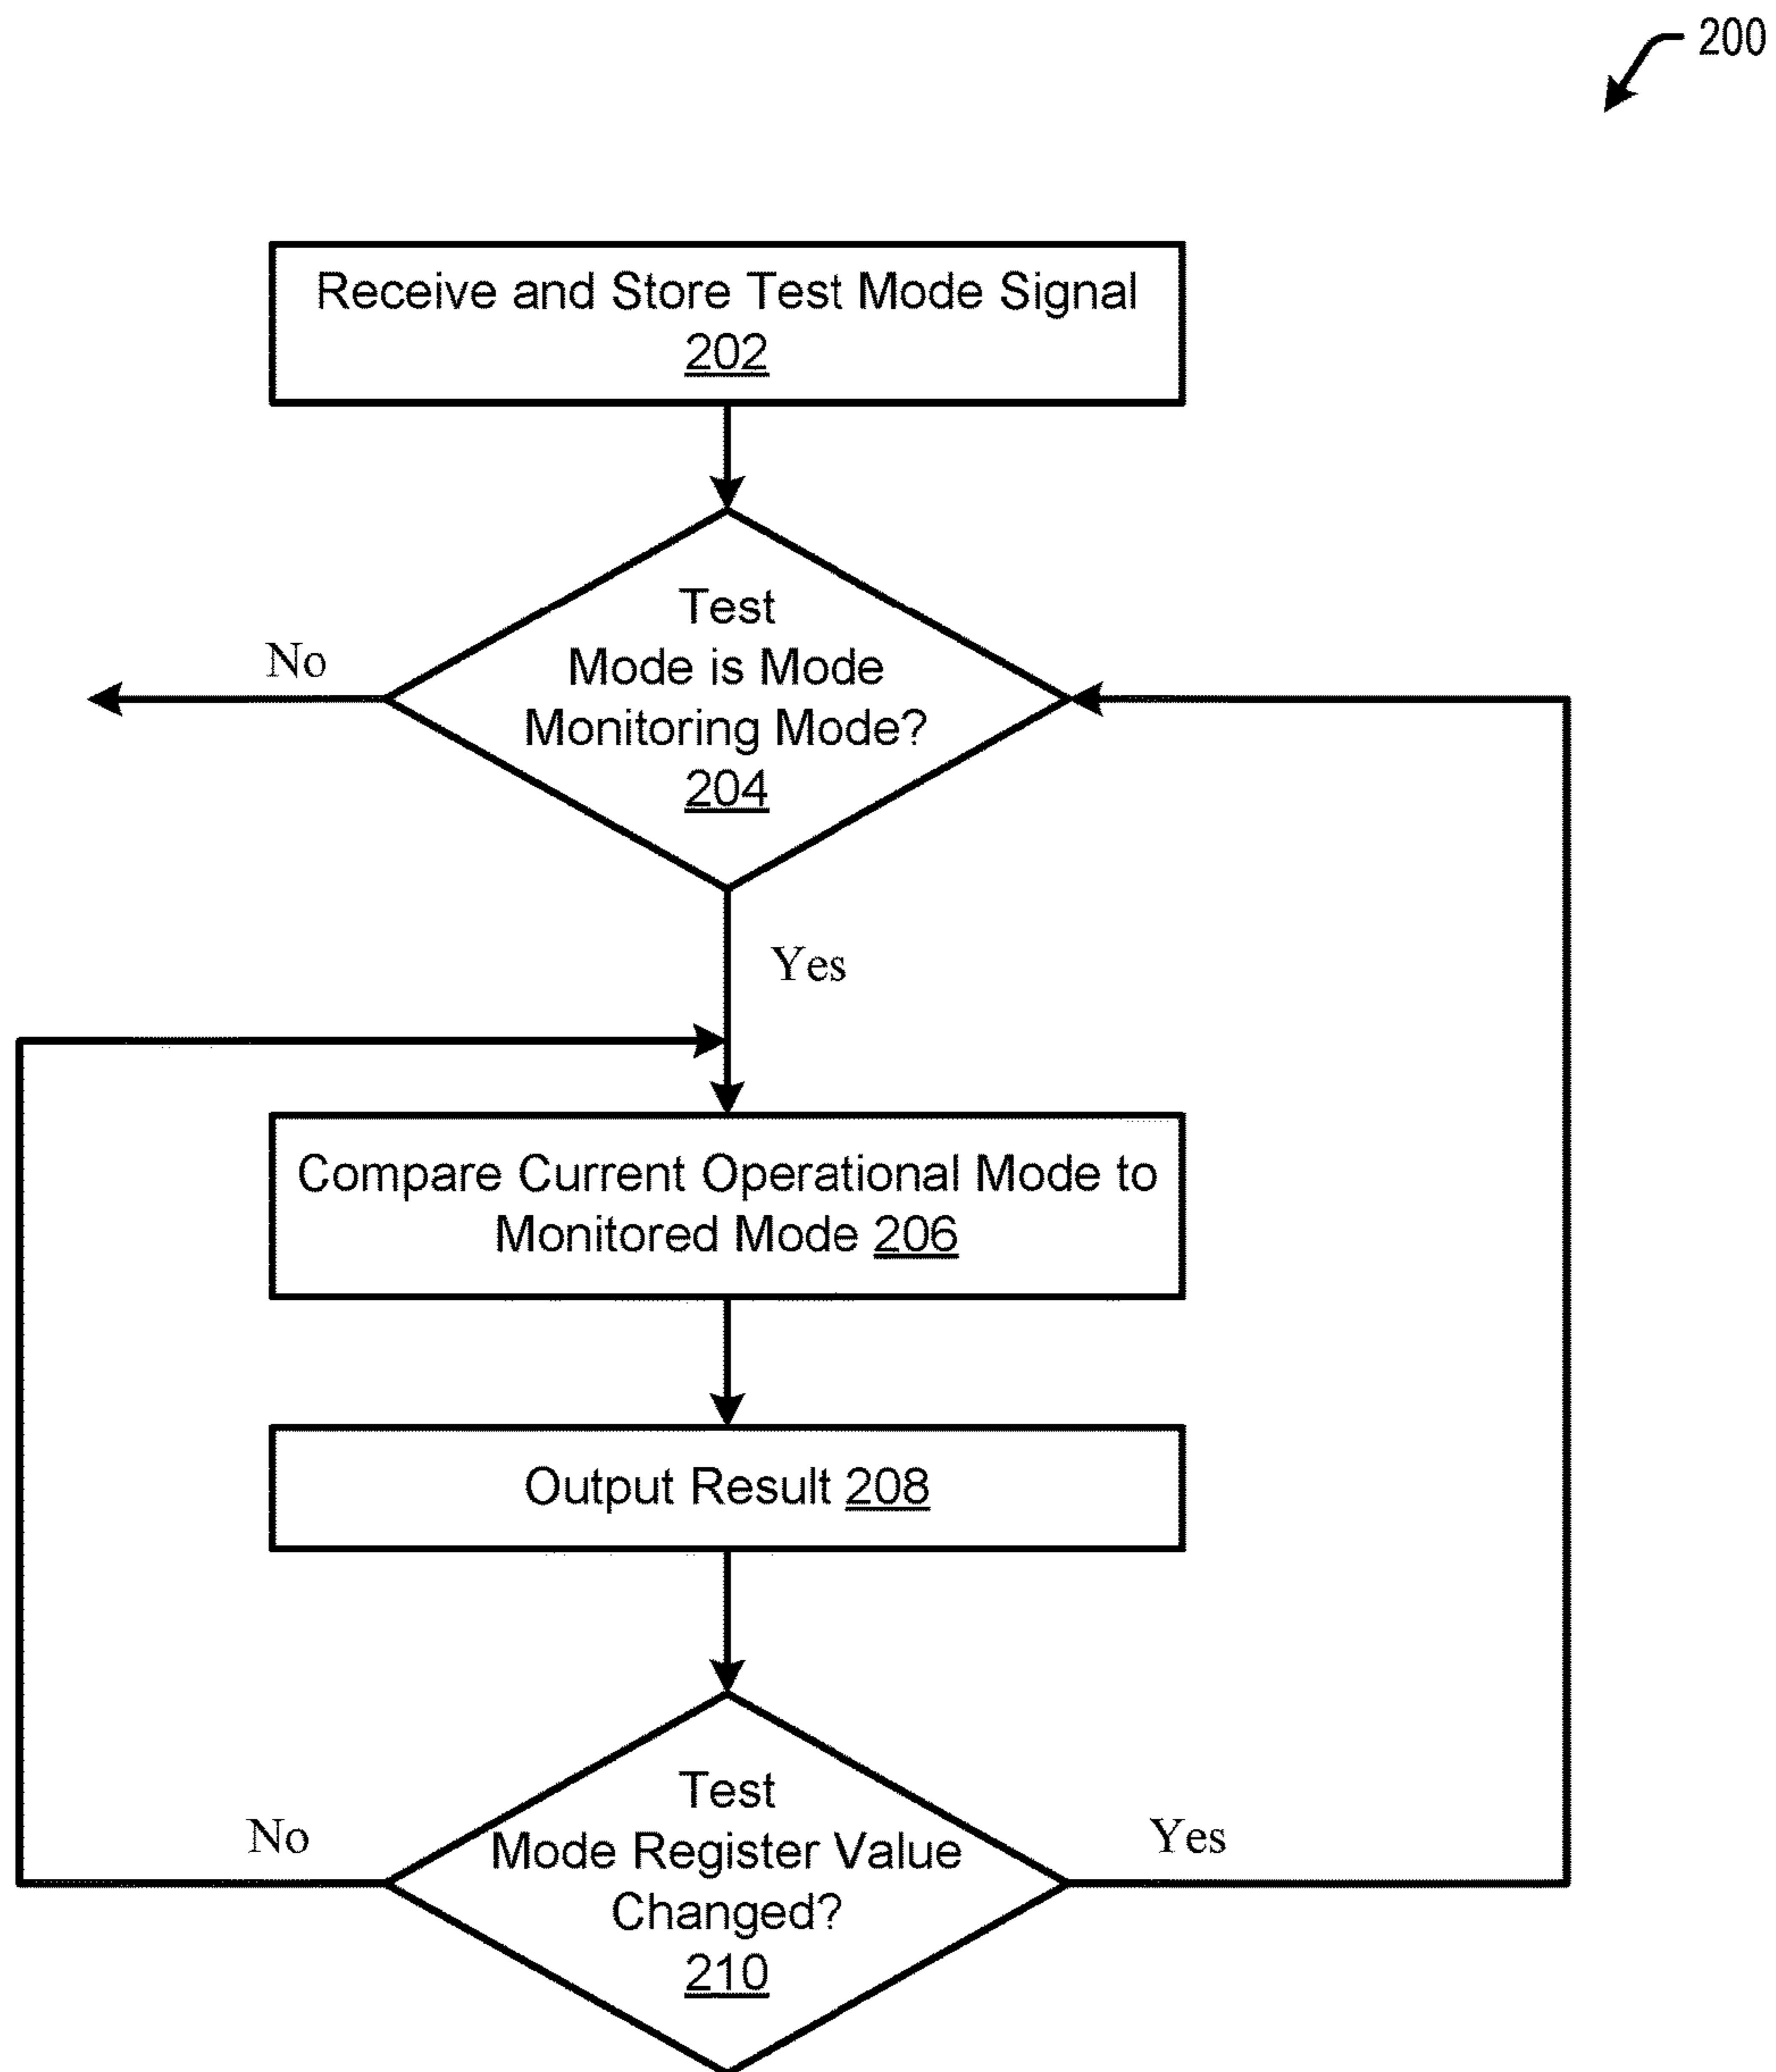 200
Receive and Store Test Mode Signal
202
Test
Mode is Mode
Monitoring Mode?
204
No
Yes
Compare Current Operational Mode to
Monitored Mode 206
Output Result 208
Test
Mode Register Value
Changed?
210
No
Yes